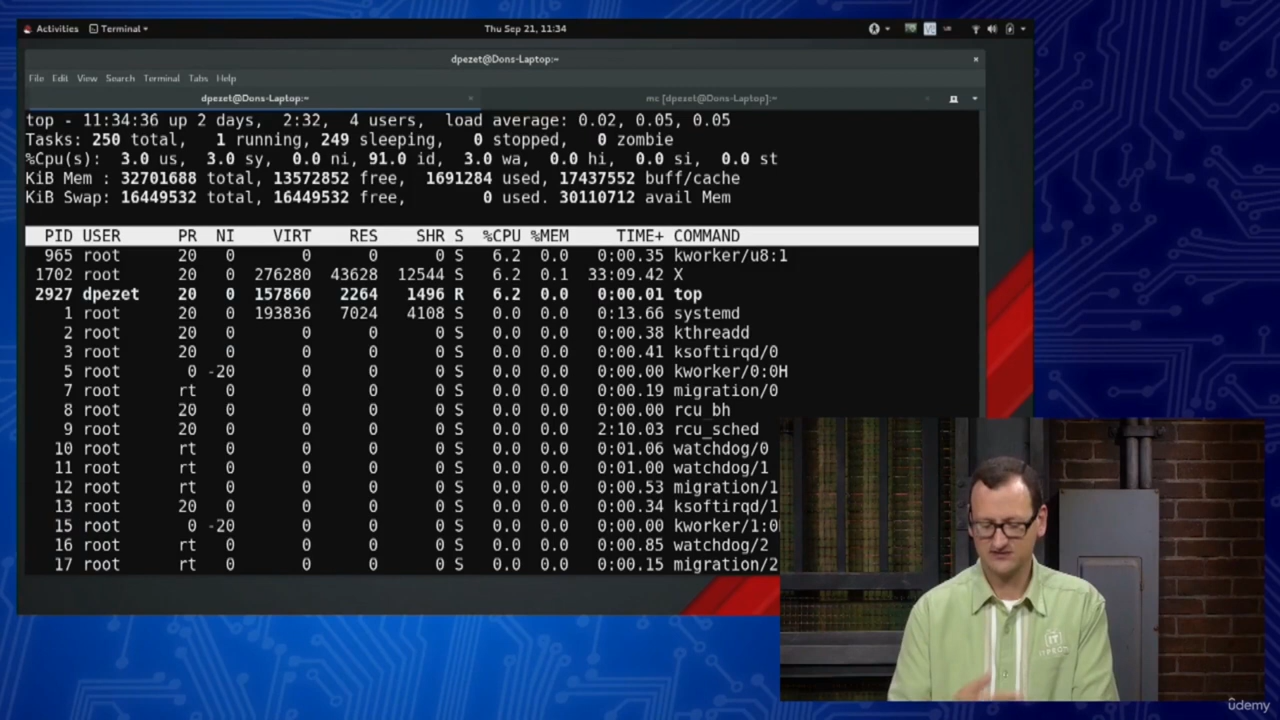 Activities Terminal Thu Sep 21, 11:34
dpezet@Dons-Laptop:~
File Edit View Search Terminal Tabs Help
dpezet@Dons-Laptop:~ mc [dpezet@Dons-Laptop]:~
top - 11:34:36 up 2 days, 2:32, 4 users, load average: 0.02, 0.05, 0.05
Tasks: 250 total, 1 running, 249 sleeping, 0 stopped, 0 zombie
%Cpu(s): 3.0 us, 3.0 sy, 0.0 ni, 91.0 id, 3.0 wa, 0.0 hi, 0.0 si, 0.0 st
KiB Mem : 32701688 total, 13572852 free, 1691284 used, 17437552 buff/cache
KiB Swap: 16449532 total, 16449532 free, 0 used. 30110712 avail Mem
PID USER PR NI VIRT RES SHR S %CPU %MEM TIME+ COMMAND
965 root 20 0 0 0 0 S 6.2 0.0 0:00.35 kworker/u8:1
1702 root 20 0 276280 43628 12544 S 6.2 0.1 33:09.42 X
2927 dpezet 20 0 157860 2264 1496 R 6.2 0.0 0:00.01 top
1 root 20 0 193836 7024 4108 S 0.0 0.0 0:13.66 systemd
2 root 20 0 0 0 0 S 0.0 0.0 0:00.38 kthreadd
3 root 20 0 0 0 0 S 0.0 0.0 0:00.41 ksoftirqd/0
5 root 0 -20 0 0 0 S 0.0 0.0 0:00.00 kworker/0:0H
7 root rt 0 0 0 0 S 0.0 0.0 0:00.19 migration/0
8 root 20 0 0 0 0 S 0.0 0.0 0:00.00 rcu_bh
9 root 20 0 0 0 0 S 0.0 0.0 2:10.03 rcu_sched
10 root rt 0 0 0 0 S 0.0 0.0 0:01.06 watchdog/0
11 root rt 0 0 0 0 S 0.0 0.0 0:01.00 watchdog/1
12 root rt 0 0 0 0 S 0.0 0.0 0:00.53 migration/1
13 root 20 0 0 0 0 S 0.0 0.0 0:00.34 ksoftirqd/1
15 root 0 -20 0 0 0 S 0.0 0.0 0:00.00 kworker/1:0
16 root rt 0 0 0 0 S 0.0 0.0 0:00.85 watchdog/2
17 root rt 0 0 0 0 S 0.0 0.0 0:00.15 migration/2
IT
ITPROTV
udemy